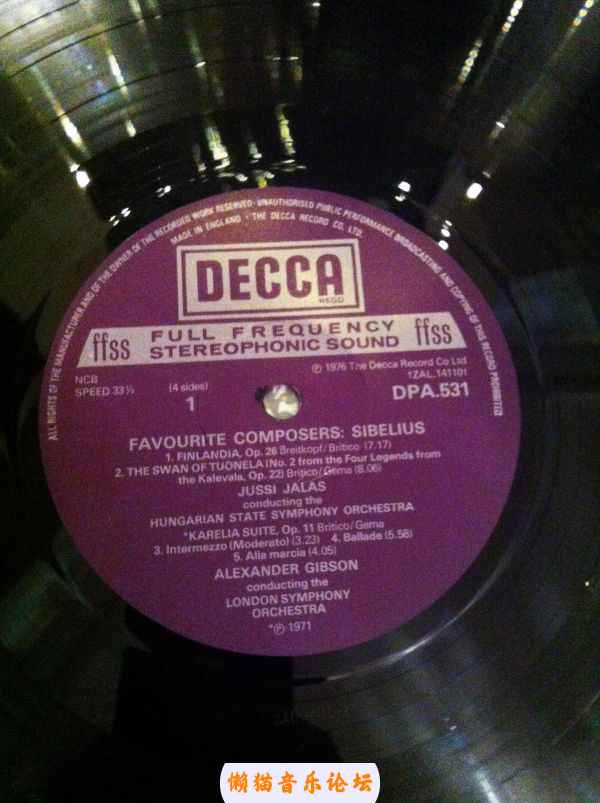 ALL RIGHTS OF THE MANUFACTURER AND OF THE OWNER OF THE RECORDED WORK RESERVED · UNAUTHORISED PUBLIC PERFORMANCE BROADCASTING AND COPYING OF THIS RECORD PROHIBITED
MADE IN ENGLAND · THE DECCA RECORD CO. LTD.
DECCA
REGD
ffss FULL FREQUENCY STEREOPHONIC SOUND ffss
NCB
SPEED 33⅓
(4 sides)
1
Ⓟ 1976 The Decca Record Co Ltd
1ZAL.141101
DPA.531
FAVOURITE COMPOSERS: SIBELIUS
1. FINLANDIA, Op. 26 Breitkopf/Britico (7.17)
2. THE SWAN OF TUONELA (No. 2 from the Four Legends from
the Kalevala, Op. 22) Britico/Gema (8.06)
JUSSI JALAS
conducting the
HUNGARIAN STATE SYMPHONY ORCHESTRA
*KARELIA SUITE, Op. 11 Britico/Gema
3. Intermezzo (Moderato) (3.23) 4. Ballade (5.58)
5. Alla marcia (4.05)
ALEXANDER GIBSON
conducting the
LONDON SYMPHONY
ORCHESTRA
*Ⓟ 1971
懒猫音乐论坛